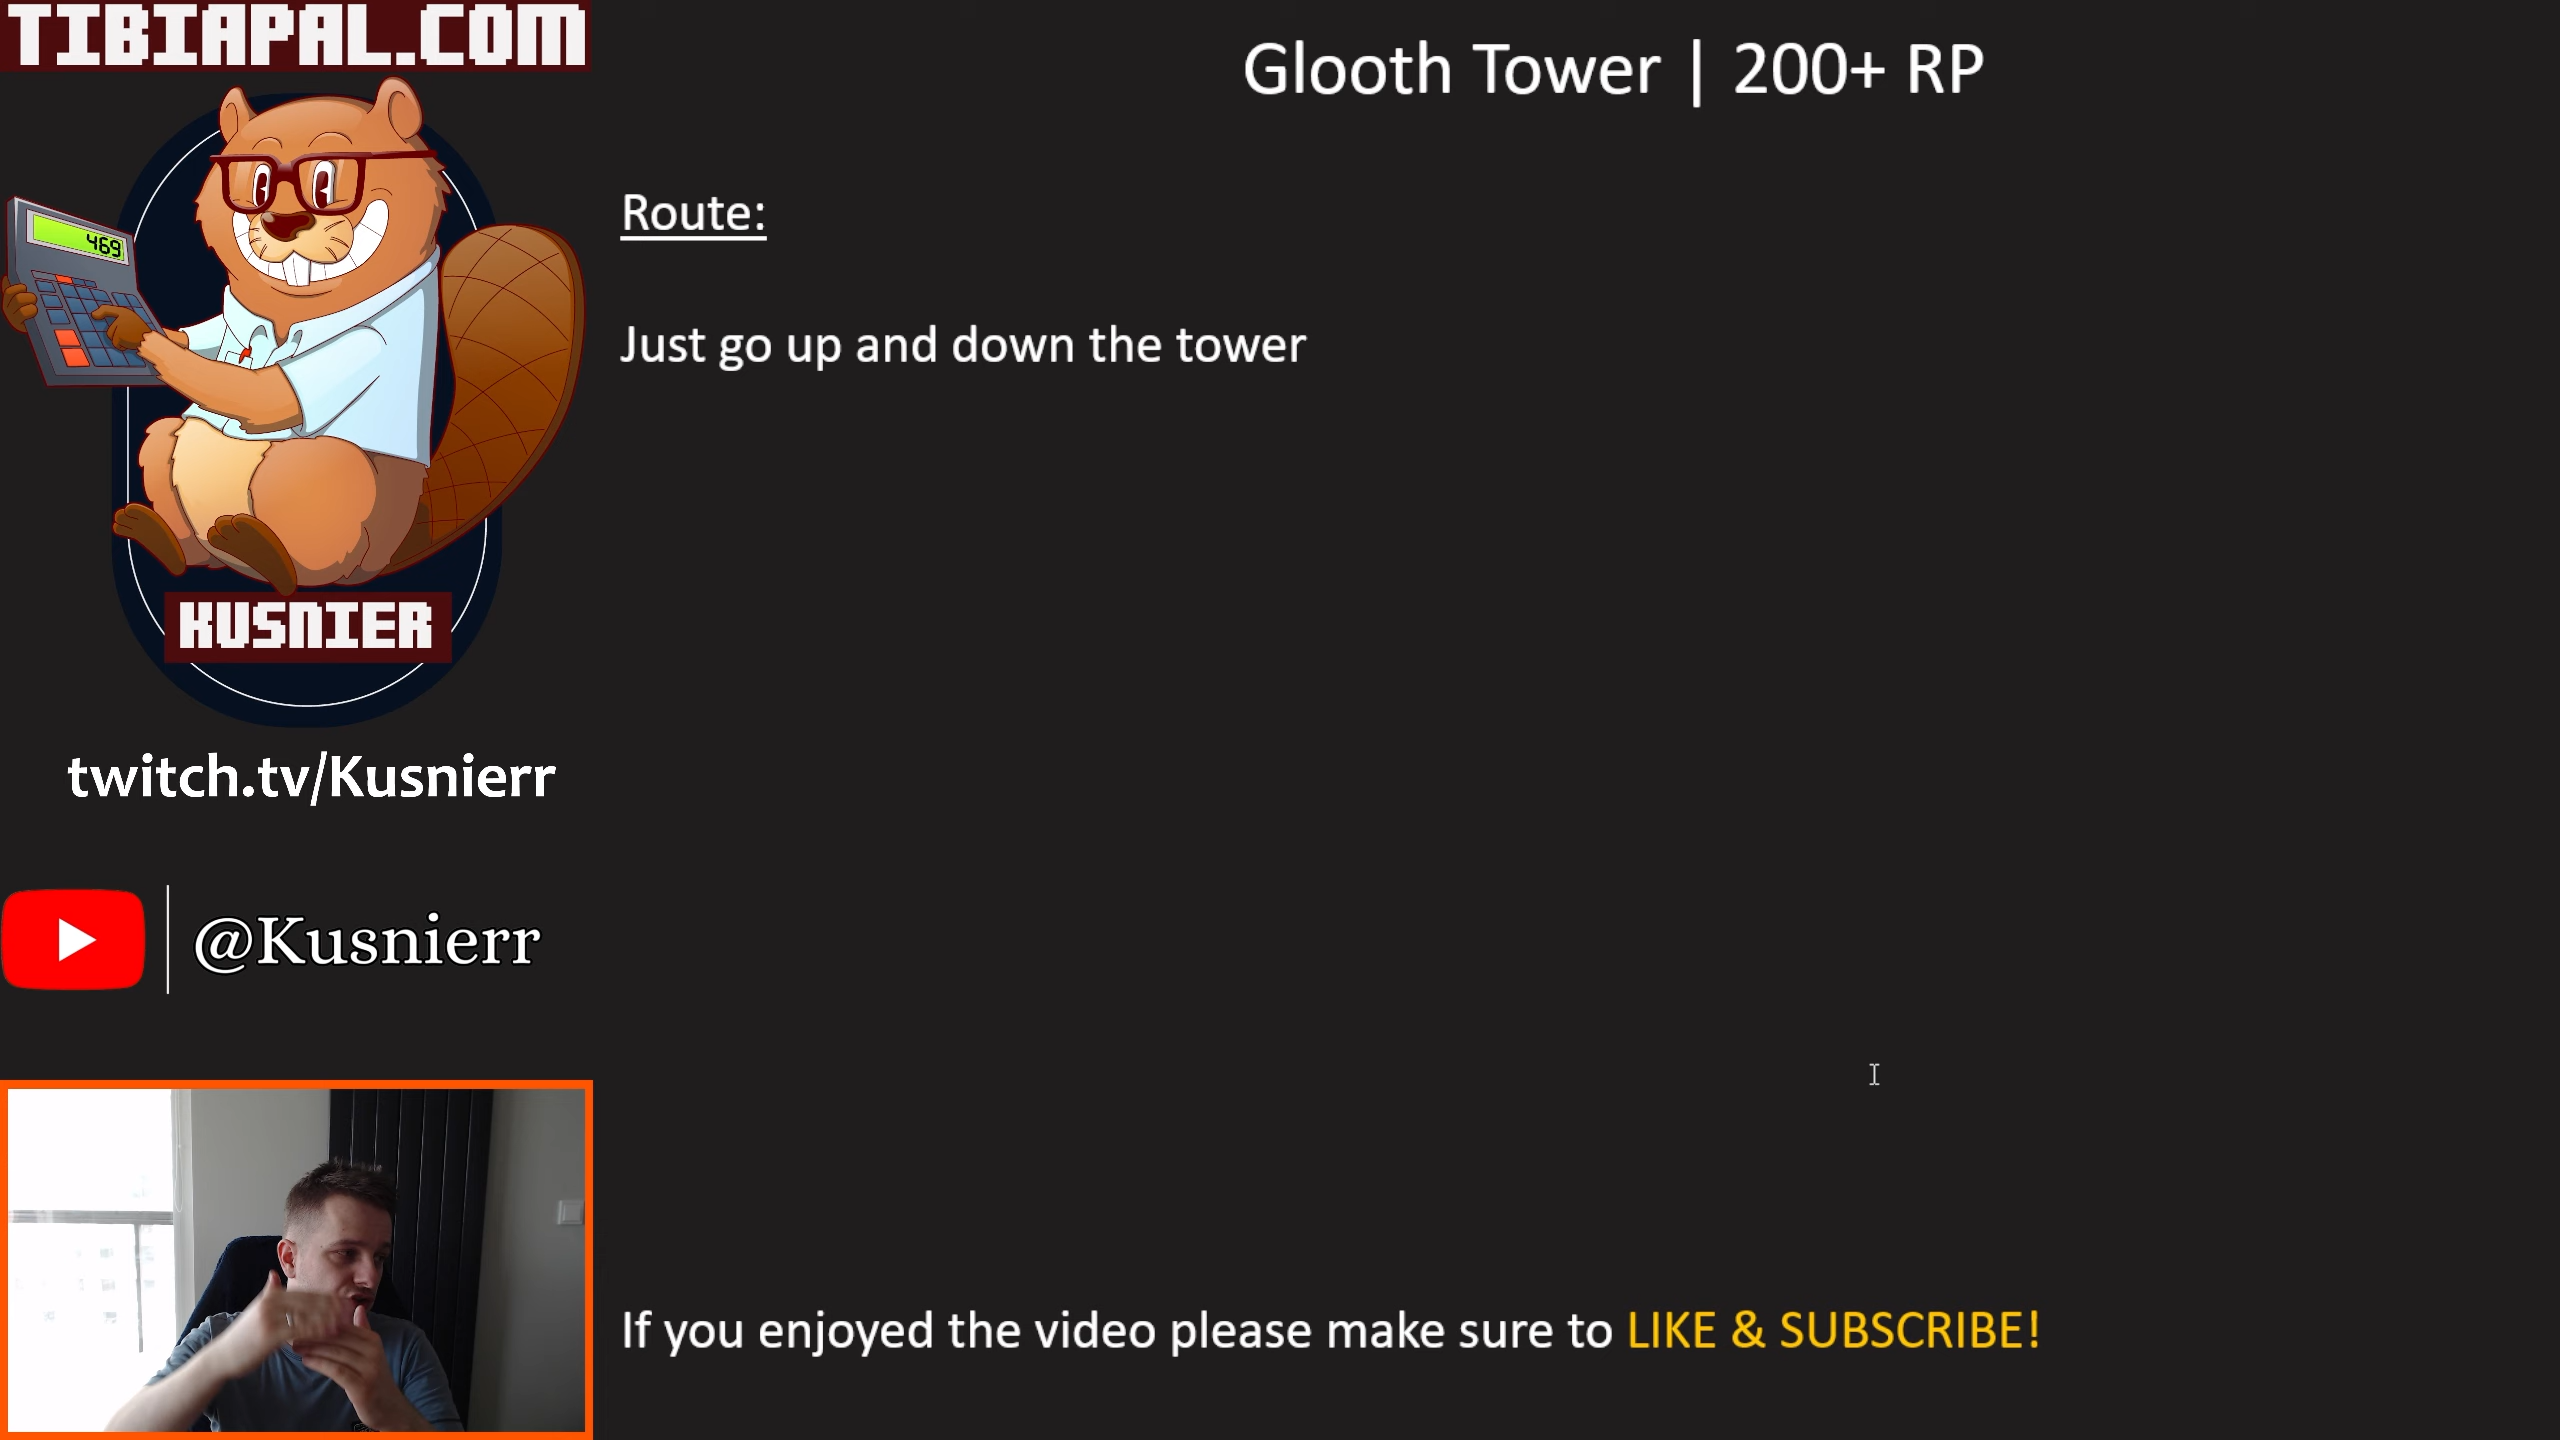 TIBIAPAL.COM
469
KUSNIER
twitch.tv/Kusnierr
@Kusnierr
Glooth Tower | 200+ RP
Route:
Just go up and down the tower
If you enjoyed the video please make sure to LIKE & SUBSCRIBE!